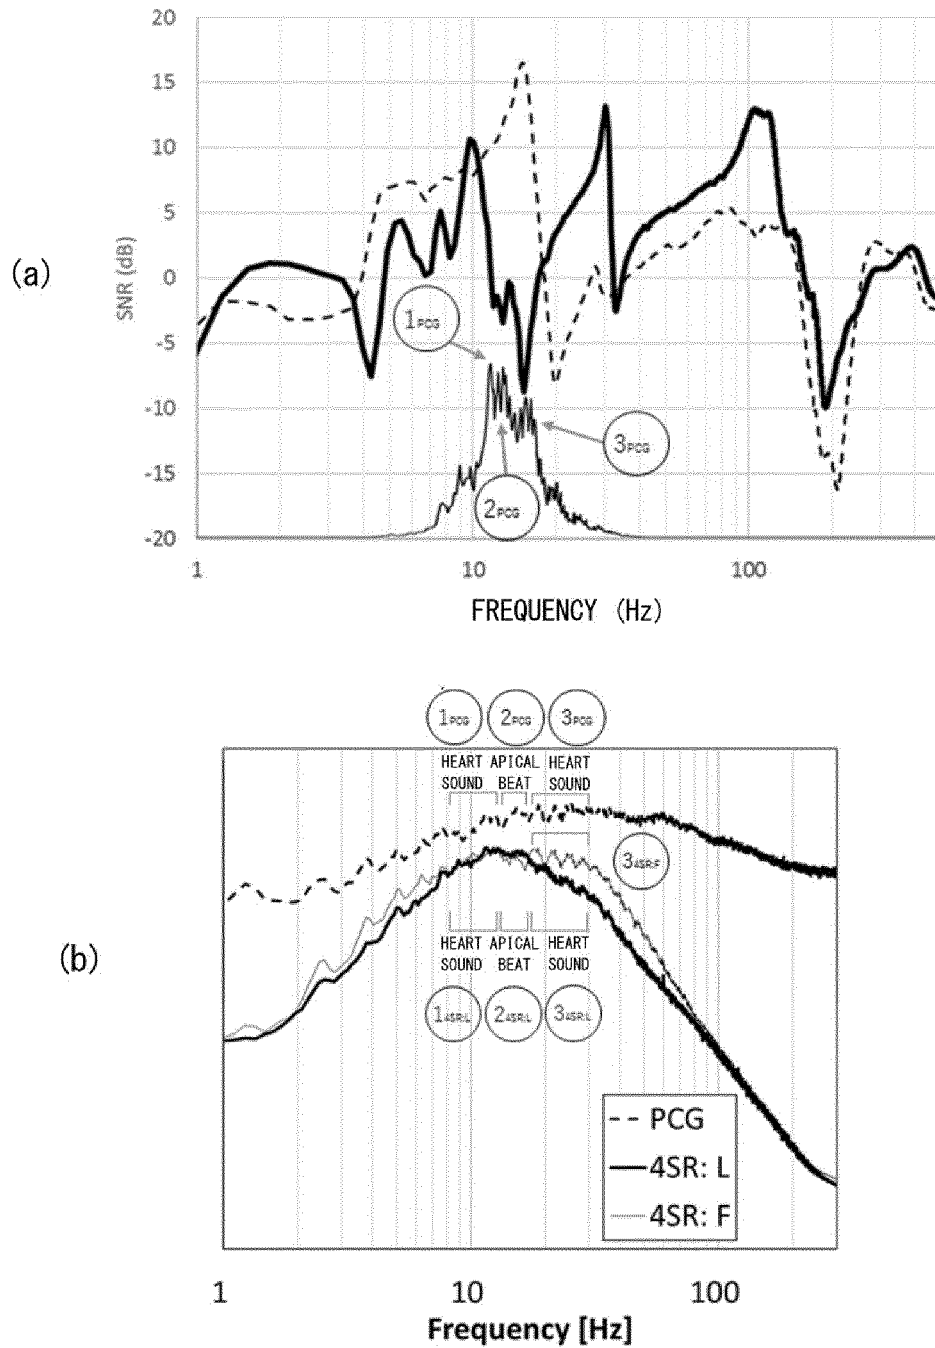 20
15
10
5
0
-5
-10
-15
-20
SNR (dB)
(a)
1PCG
2PCG
3PCG
1 10 100
FREQUENCY (Hz)
1PCG 2PCG 3PCG
HEART SOUND APICAL BEAT HEART SOUND
34SR:F
(b)
HEART SOUND APICAL BEAT HEART SOUND
14SR:L 24SR:L 34SR:L
PCG
4SR: L
4SR: F
1 10 100
Frequency [Hz]